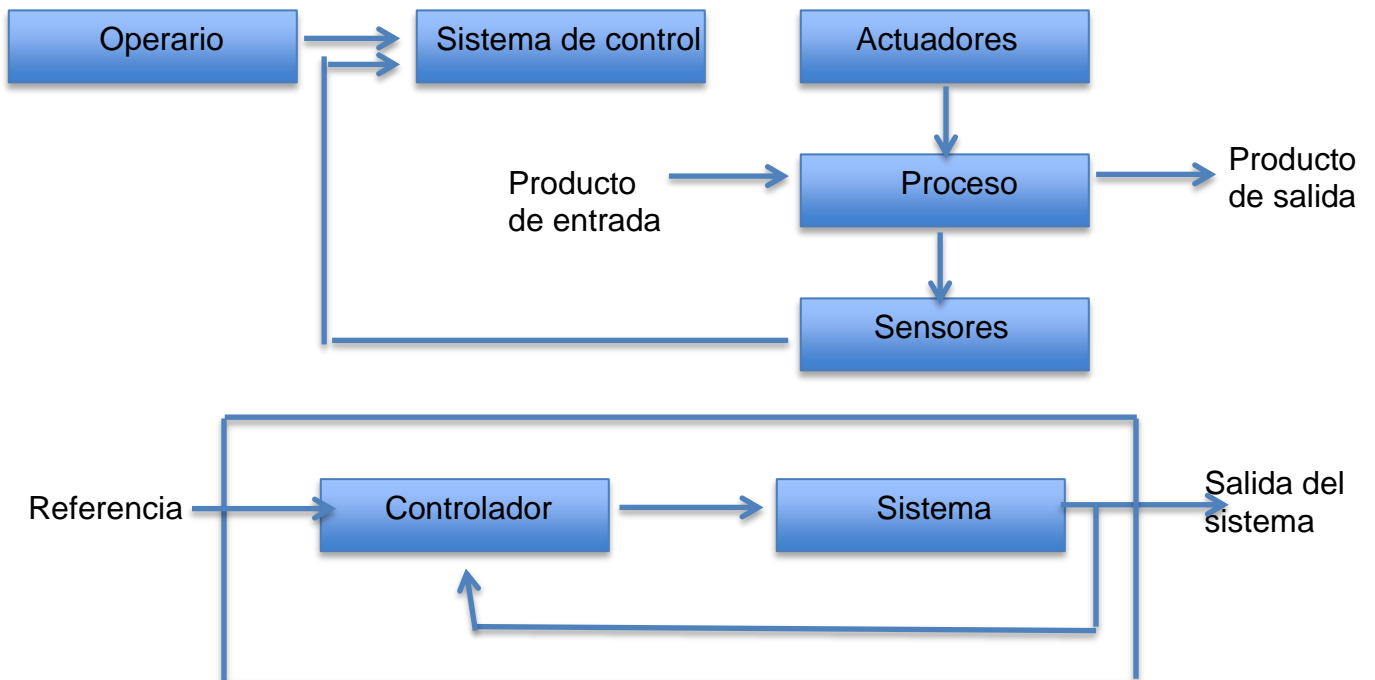 Operario
Sistema de control
Actuadores
Producto
de entrada
Proceso
Producto
de salida
Sensores
Referencia
Controlador
Sistema
Salida del
sistema